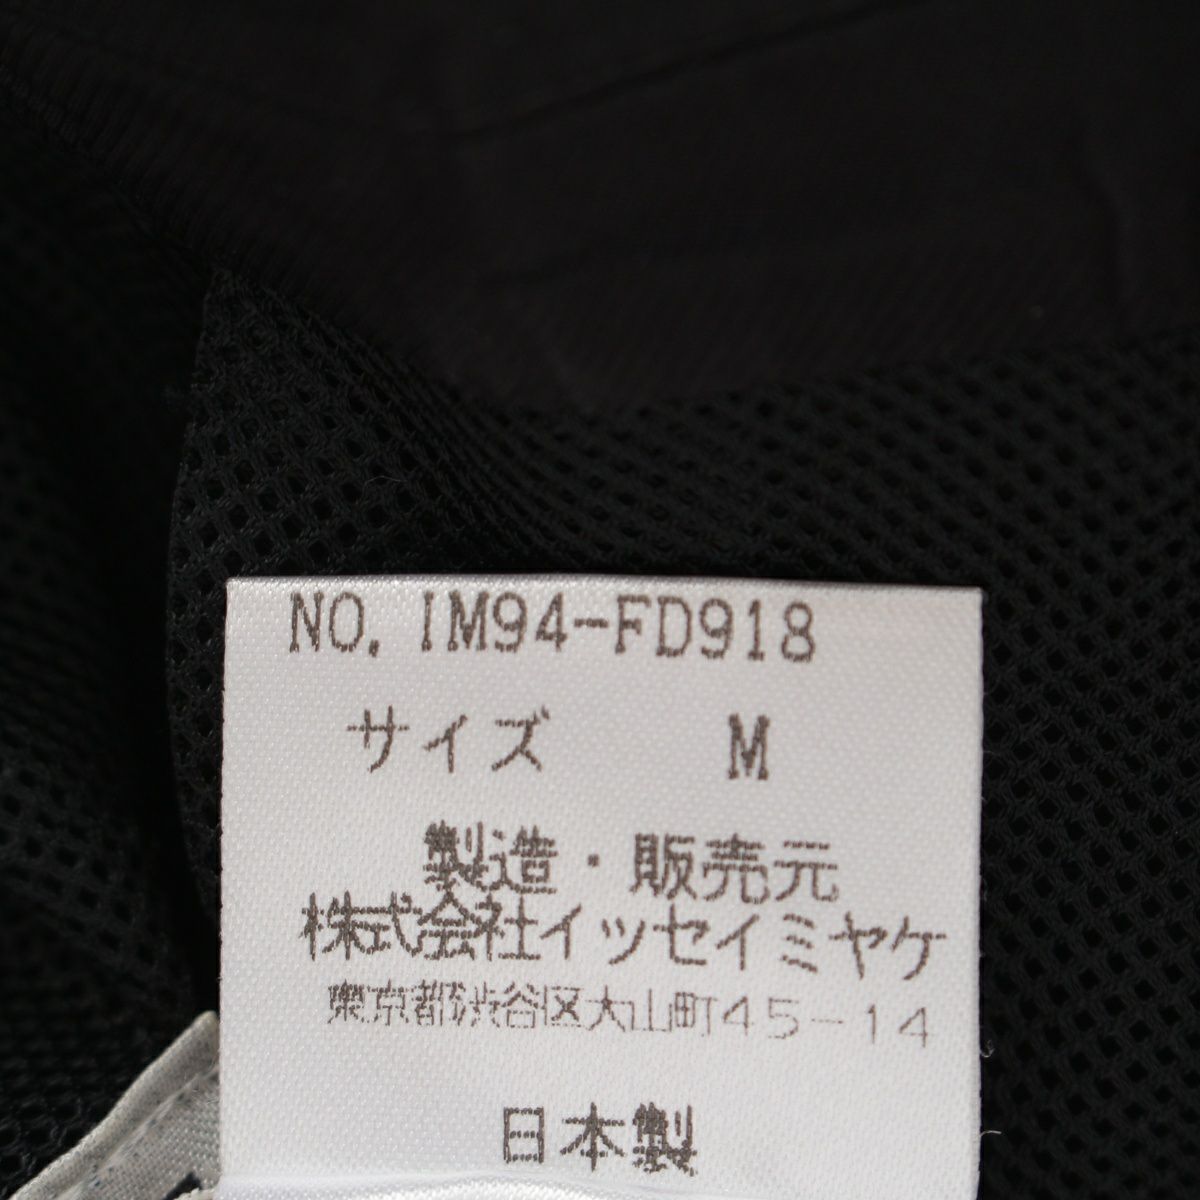 NO. IM94-FD918
サイズ M
製造・販売元
株式会社イッセイミヤケ
東京都渋谷区大山町45-14
日本製